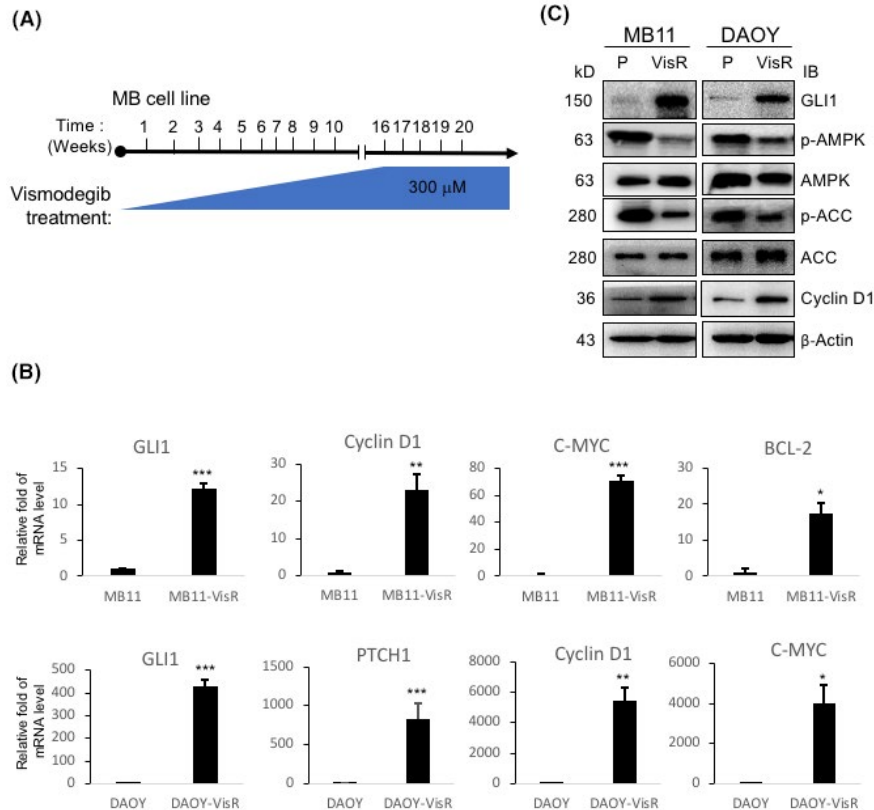 (A)
MB cell line
Time :
(Weeks)
1 2 3 4 5 6 7 8 9 10 16 17 18 19 20
Vismodegib
treatment:
300 μM
(C)
MB11 DAOY
kD P VisR P VisR IB
150 GLI1
63 p-AMPK
63 AMPK
280 p-ACC
280 ACC
36 Cyclin D1
43 β-Actin
(B)
GLI1
Relative fold of
mRNA level
15
10
5
0
***
MB11 MB11-VisR
Cyclin D1
30
20
10
0
**
MB11 MB11-VisR
C-MYC
80
60
40
20
0
***
MB11 MB11-VisR
BCL-2
30
20
10
0
*
MB11 MB11-VisR
GLI1
Relative fold of
mRNA level
500
400
300
200
100
0
***
DAOY DAOY-VisR
PTCH1
1500
1000
500
0
***
DAOY DAOY-VisR
Cyclin D1
8000
6000
4000
2000
0
**
DAOY DAOY-VisR
C-MYC
6000
4000
2000
0
*
DAOY DAOY-VisR